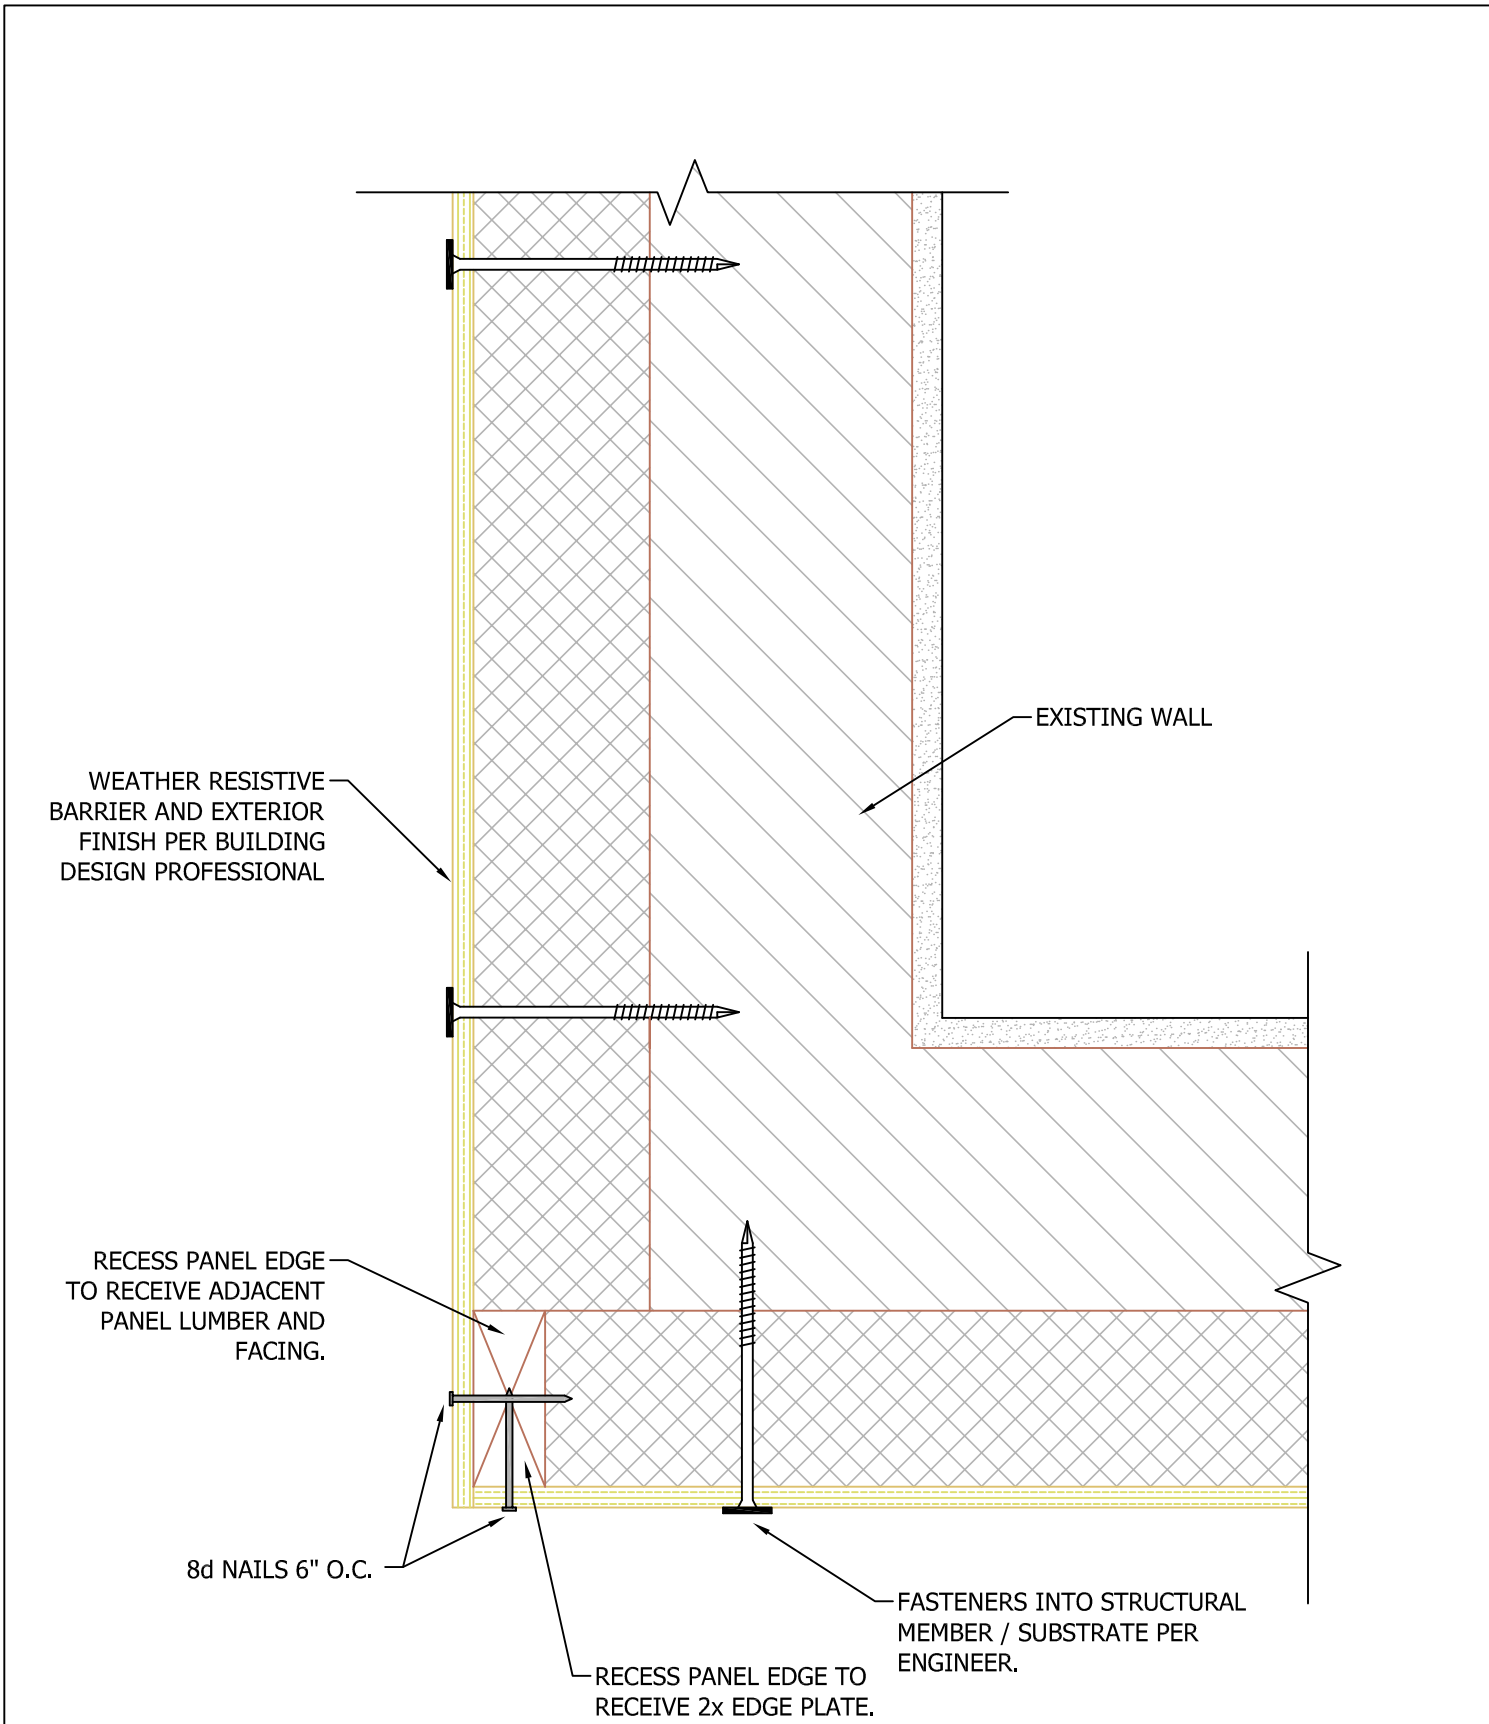 EXISTING WALL
WEATHER RESISTIVE
BARRIER AND EXTERIOR
FINISH PER BUILDING
DESIGN PROFESSIONAL
RECESS PANEL EDGE
TO RECEIVE ADJACENT
PANEL LUMBER AND
FACING.
8d NAILS 6" O.C.
FASTENERS INTO STRUCTURAL
MEMBER / SUBSTRATE PER
ENGINEER.
RECESS PANEL EDGE TO
RECEIVE 2x EDGE PLATE.